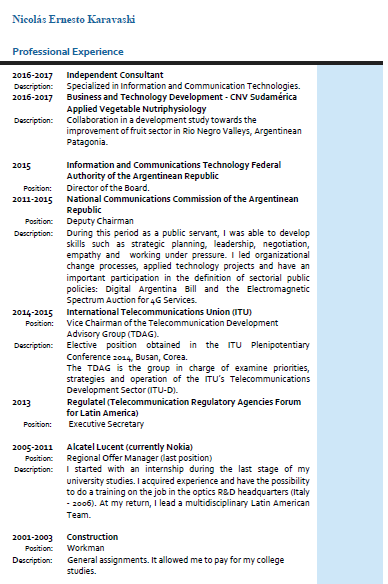 Nicolás Ernesto Karavaski
Professional Experience
2016-2017 Independent Consultant
Description: Specialized in Information and Communication Technologies.
2016-2017 Business and Technology Development - CNV Sudamérica
Applied Vegetable Nutriphysiology
Description: Collaboration in a development study towards the
improvement of fruit sector in Rio Negro Valleys, Argentinean
Patagonia.
2015 Information and Communications Technology Federal
Authority of the Argentinean Republic
Position: Director of the Board.
2011-2015 National Communications Commission of the Argentinean
Republic
Position: Deputy Chairman
Description: During this period as a public servant, I was able to develop
skills such as strategic planning, leadership, negotiation,
empathy and working under pressure. I led organizational
change processes, applied technology projects and have an
important participation in the definition of sectorial public
policies: Digital Argentina Bill and the Electromagnetic
Spectrum Auction for 4G Services.
2014-2015 International Telecommunications Union (ITU)
Position: Vice Chairman of the Telecommunication Development
Advisory Group (TDAG).
Description: Elective position obtained in the ITU Plenipotentiary
Conference 2014, Busan, Corea.
The TDAG is the group in charge of examine priorities,
strategies and operation of the ITU's Telecommunications
Development Sector (ITU-D).
2013 Regulatel (Telecommunication Regulatory Agencies Forum
for Latin America)
Position: Executive Secretary
2005-2011 Alcatel Lucent (currently Nokia)
Position: Regional Offer Manager (last position)
Description: I started with an internship during the last stage of my
university studies. I acquired experience and have the possibility
to do a training on the job in the optics R&D headquarters (Italy
- 2006). At my return, I lead a multidisciplinary Latin American
Team.
2001-2003 Construction
Position: Workman
Description: General assignments. It allowed me to pay for my college
studies.